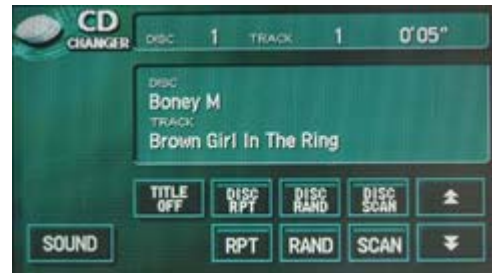 CD
CHANGER
DISC 1 TRACK 1 0'05"
DISC
Boney M
TRACK
Brown Girl In The Ring
TITLE OFF DISC RPT DISC RAND DISC SCAN
SOUND RPT RAND SCAN